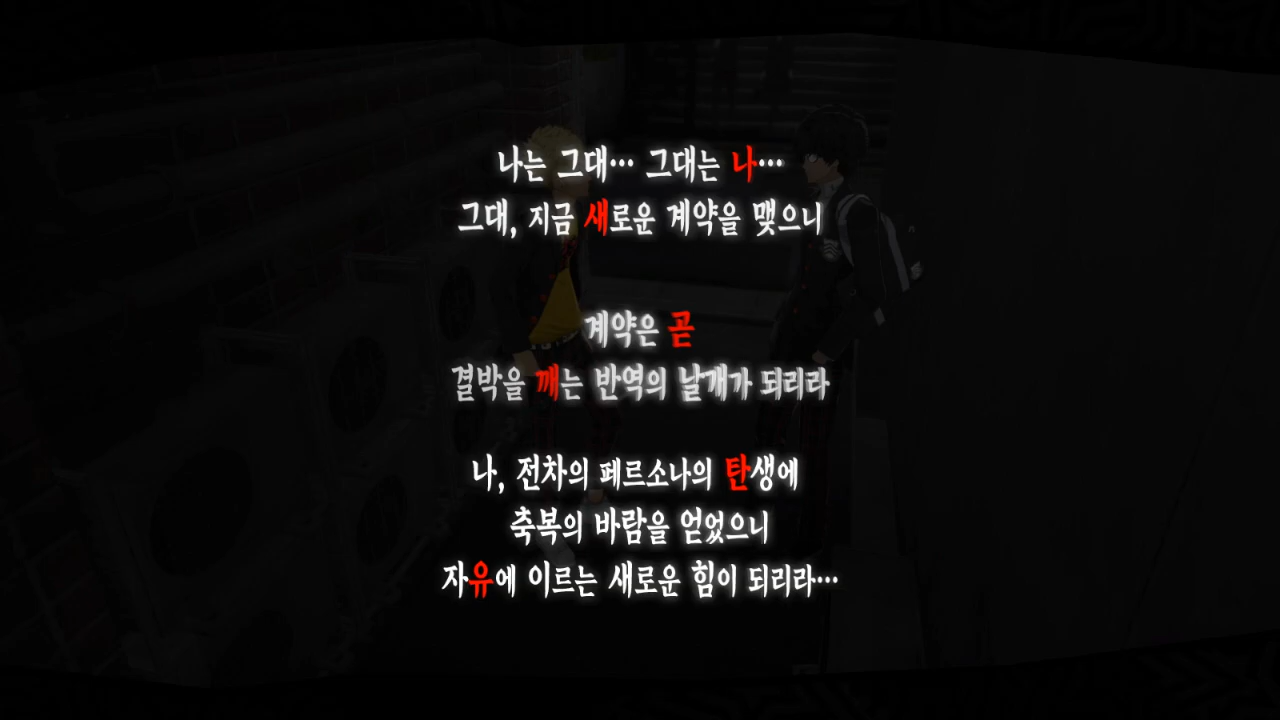 나는 그대… 그대는 나…
그대, 지금 새로운 계약을 맺으니
계약은 곧
결박을 깨는 반역의 날개가 되리라
나, 전차의 페르소나의 탄생에
축복의 바람을 얻었으니
자유에 이르는 새로운 힘이 되리라…